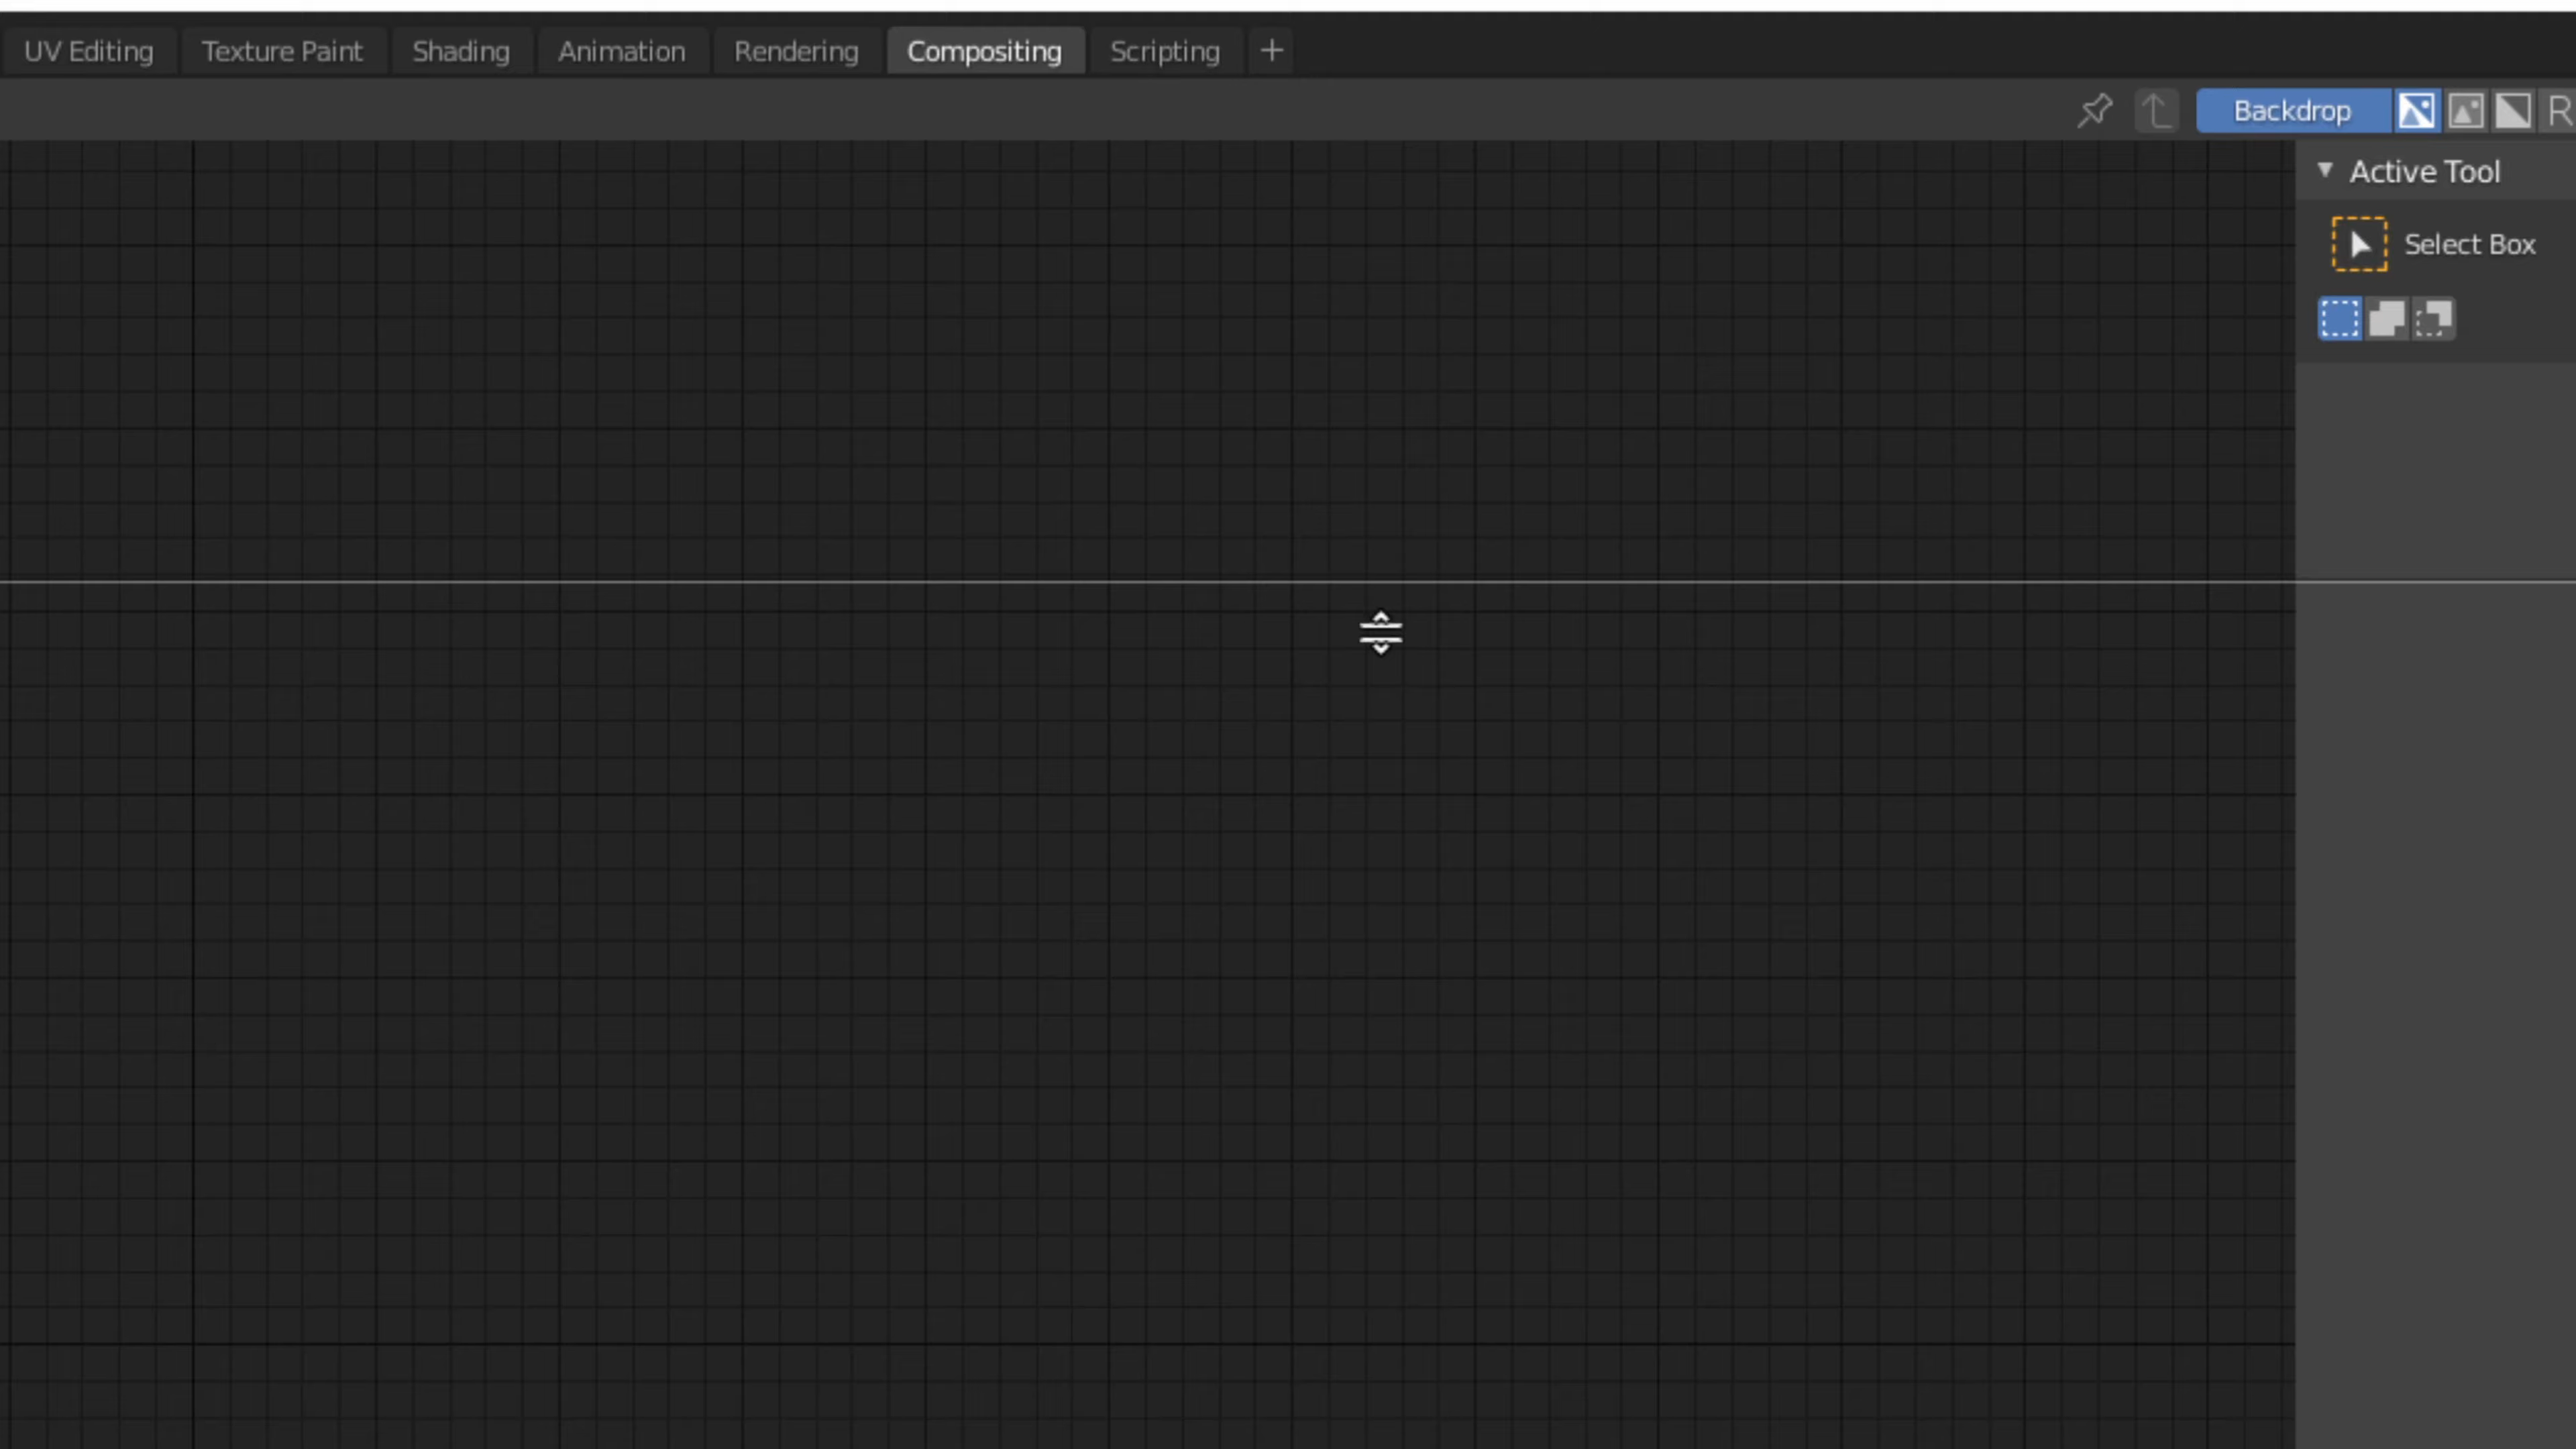 UV Editing Texture Paint Shading Animation Rendering Compositing Scripting +
Backdrop R
Active Tool
Select Box